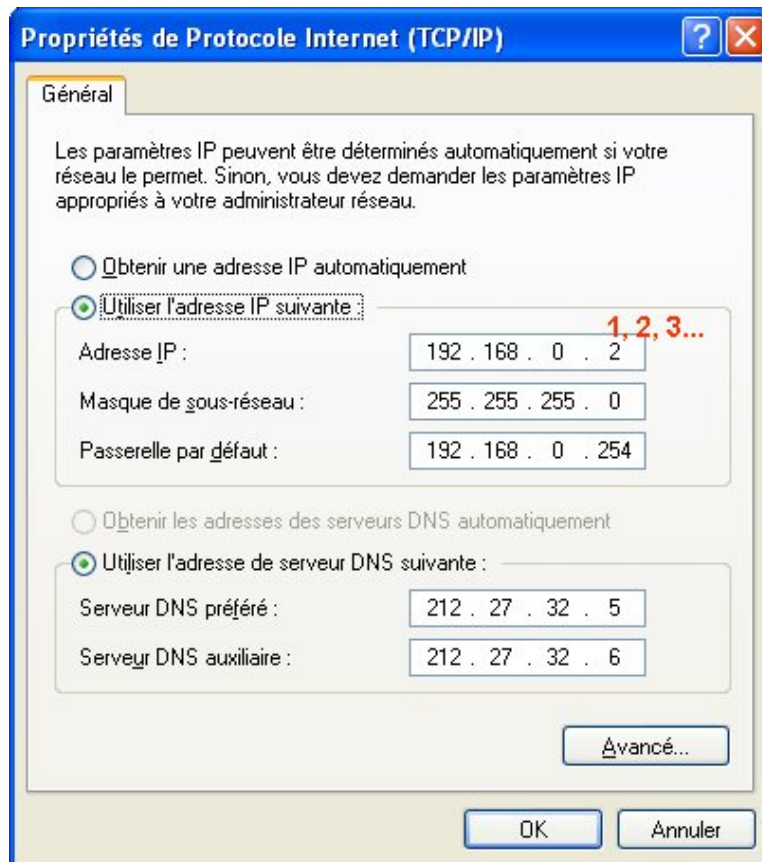 Propriétés de Protocole Internet (TCP/IP)
Général
Les paramètres IP peuvent être déterminés automatiquement si votre
réseau le permet. Sinon, vous devez demander les paramètres IP
appropriés à votre administrateur réseau.
Obtenir une adresse IP automatiquement
Utiliser l'adresse IP suivante :
1, 2, 3...
Adresse IP : 192 . 168 . 0 . 2
Masque de sous-réseau : 255 . 255 . 255 . 0
Passerelle par défaut : 192 . 168 . 0 . 254
Obtenir les adresses des serveurs DNS automatiquement
Utiliser l'adresse de serveur DNS suivante :
Serveur DNS préféré : 212 . 27 . 32 . 5
Serveur DNS auxiliaire : 212 . 27 . 32 . 6
Avancé...
OK Annuler